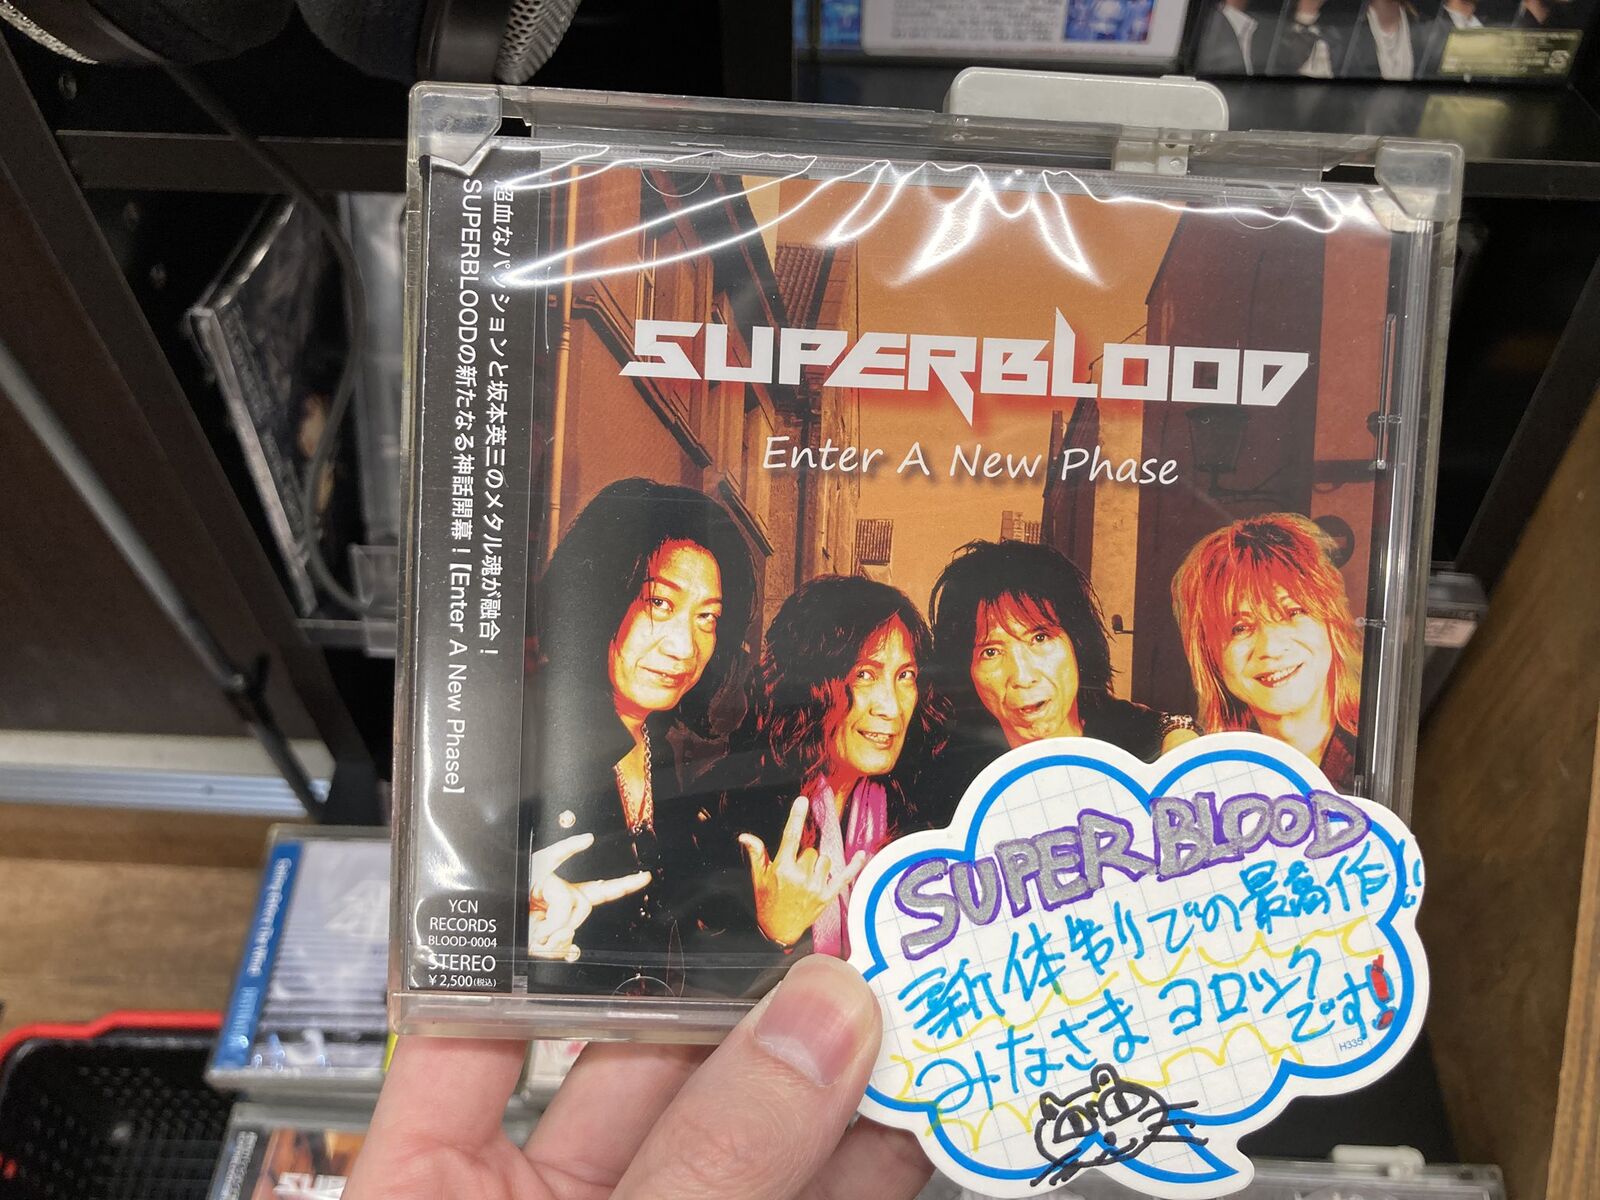 超血なパッションと坂本英三のメタル魂が融合！
SUPERBLOODの新たなる神話開幕！【Enter A New Phase】
YCN
RECORDS
BLOOD-0004
STEREO
￥2,500(税込)
SUPERBLOOD
Enter A New Phase
SUPER BLOOD
新体制での最高作!!
みなさまヨロック
です!
H335